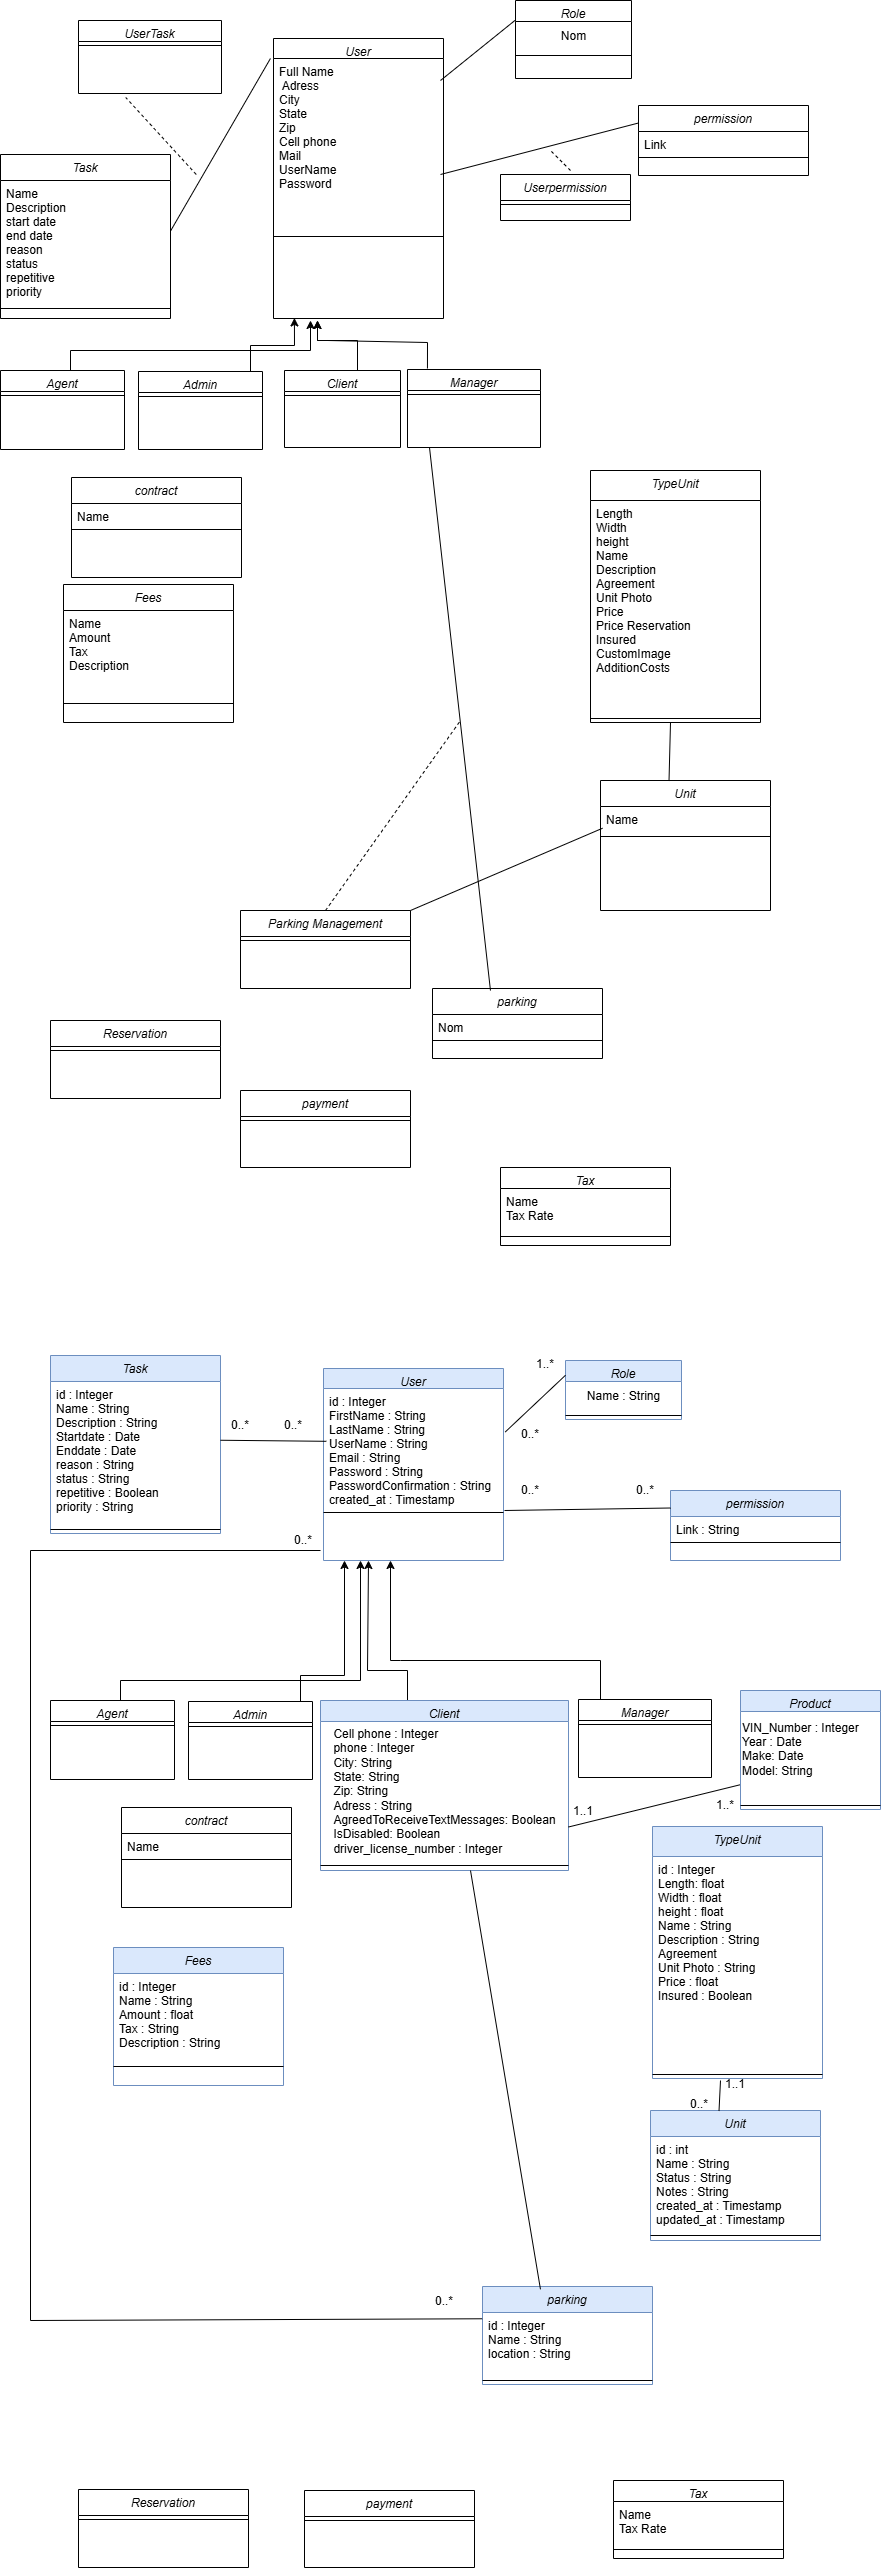 UserTask
User
Full Name
Adress
City
State
Zip
Cell phone
Mail
UserName
Password
Role
Nom
permission
Link
Userpermission
Task
Name
Description
start date
end date
reason
status
repetitive
priority
Agent
Admin
Client
Manager
contract
Name
Fees
Name
Amount
Tax
Description
TypeUnit
Length
Width
height
Name
Description
Agreement
Unit Photo
Price
Price Reservation
Insured
CustomImage
AdditionCosts
Unit
Name
Parking Management
parking
Nom
Reservation
payment
Tax
Name
Tax Rate
Task
id : Integer
Name : String
Description : String
Startdate : Date
Enddate : Date
reason : String
status : String
repetitive : Boolean
priority : String
0..*
0..*
User
id : Integer
FirstName : String
LastName : String
UserName : String
Email : String
Password : String
PasswordConfirmation : String
created_at : Timestamp
1..*
0..*
Role
Name : String
0..*
0..*
permission
Link : String
0..*
Agent
Admin
Client
Cell phone : Integer
phone : Integer
City: String
State: String
Zip: String
Adress : String
AgreedToReceiveTextMessages: Boolean
IsDisabled: Boolean
driver_license_number : Integer
Manager
Product
VIN_Number : Integer
Year : Date
Make: Date
Model: String
1..1
1..*
contract
Name
TypeUnit
id : Integer
Length: float
Width : float
height : float
Name : String
Description : String
Agreement
Unit Photo : String
Price : float
Insured : Boolean
Fees
id : Integer
Name : String
Amount : float
Tax : String
Description : String
1..1
0..*
Unit
id : int
Name : String
Status : String
Notes : String
created_at : Timestamp
updated_at : Timestamp
0..*
parking
id : Integer
Name : String
location : String
Reservation
payment
Tax
Name
Tax Rate